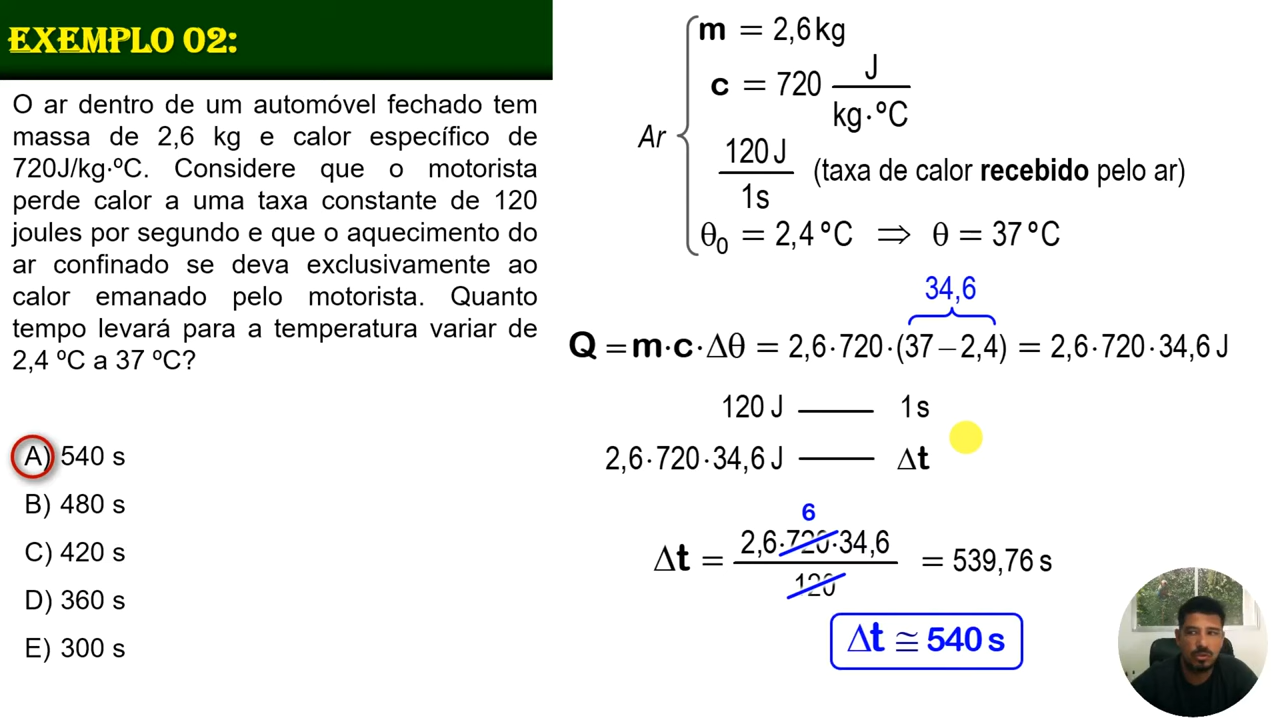 EXEMPLO 02:
O ar dentro de um automóvel fechado tem
massa de 2,6 kg e calor específico de
720J/kg·ºC. Considere que o motorista
perde calor a uma taxa constante de 120
joules por segundo e que o aquecimento do
ar confinado se deva exclusivamente ao
calor emanado pelo motorista. Quanto
tempo levará para a temperatura variar de
2,4 ºC a 37 ºC?
A) 540 s
B) 480 s
C) 420 s
D) 360 s
E) 300 s
Ar
m = 2,6 kg
c = 720 J / kg·ºC
120 J / 1s (taxa de calor recebido pelo ar)
θ₀ = 2,4 ºC ⇒ θ = 37 ºC
34,6
Q = m·c·Δθ = 2,6·720·(37 – 2,4) = 2,6·720·34,6 J
120 J —— 1 s
2,6·720·34,6 J —— Δt
6
Δt = 2,6·720·34,6 / 120 = 539,76 s
Δt ≅ 540 s